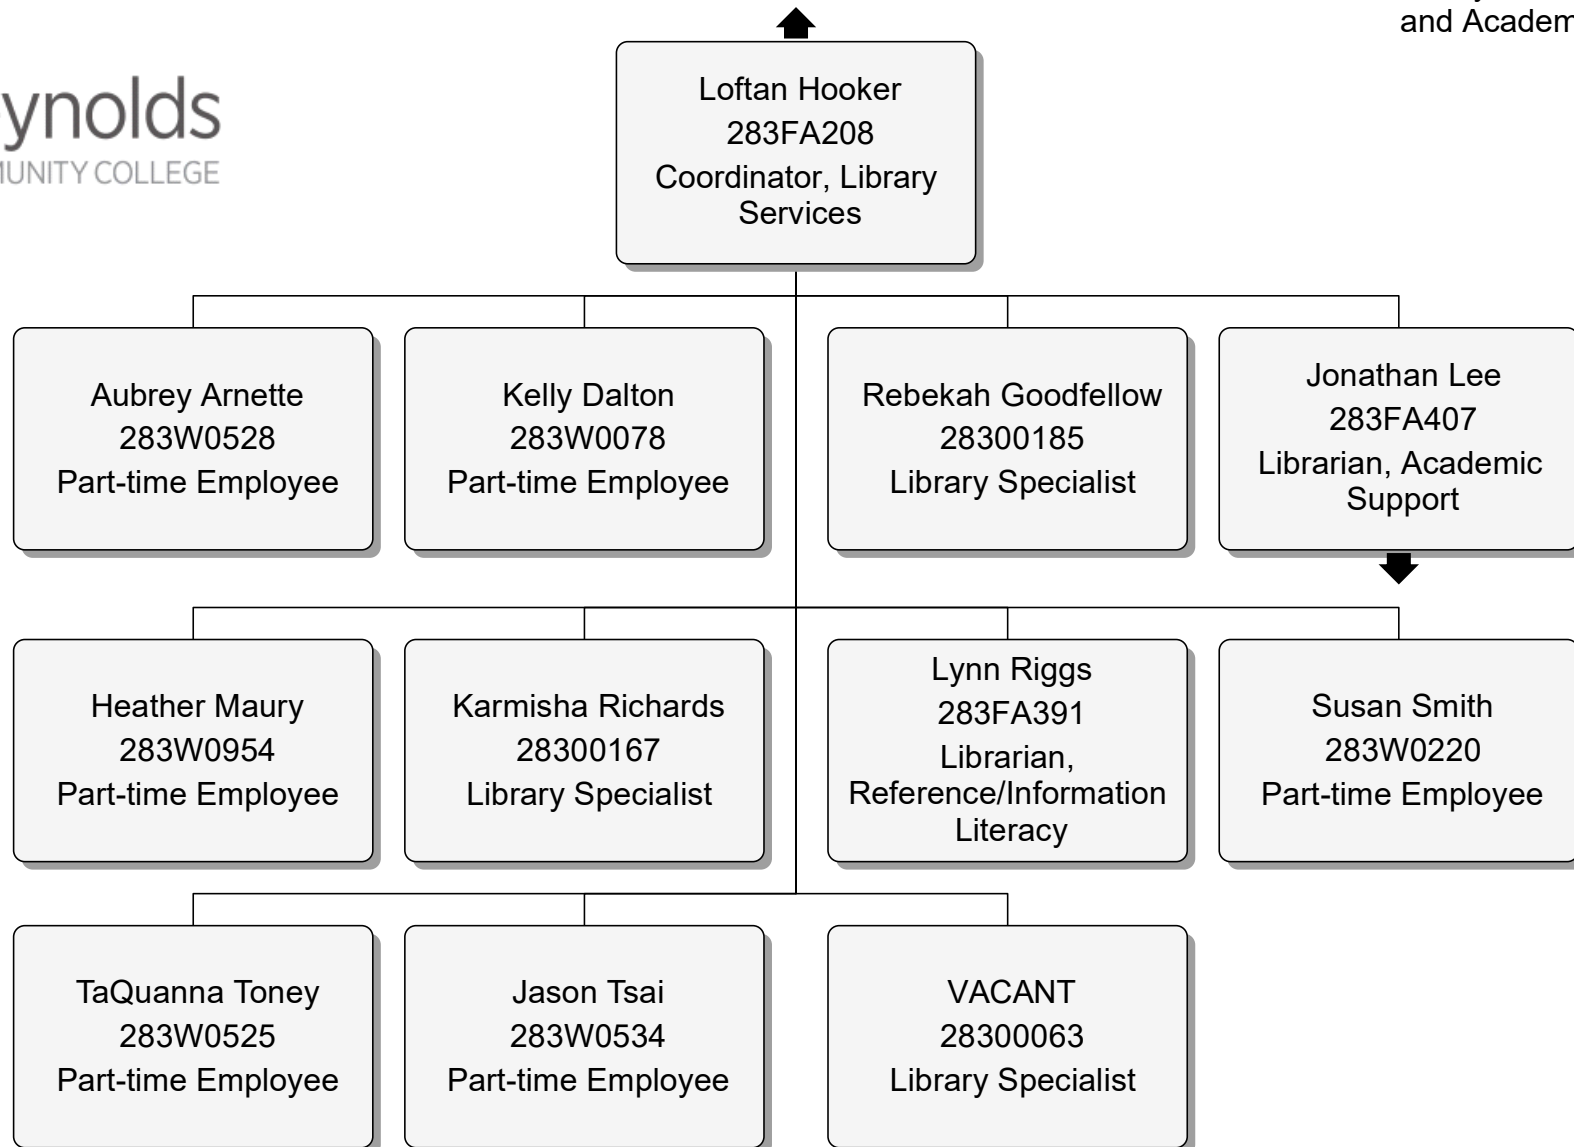 and Academ
ynolds
MUNITY COLLEGE
Loftan Hooker
283FA208
Coordinator, Library
Services
Aubrey Arnette
283W0528
Part-time Employee
Kelly Dalton
283W0078
Part-time Employee
Rebekah Goodfellow
28300185
Library Specialist
Jonathan Lee
283FA407
Librarian, Academic
Support
Heather Maury
283W0954
Part-time Employee
Karmisha Richards
28300167
Library Specialist
Lynn Riggs
283FA391
Librarian,
Reference/Information
Literacy
Susan Smith
283W0220
Part-time Employee
TaQuanna Toney
283W0525
Part-time Employee
Jason Tsai
283W0534
Part-time Employee
VACANT
28300063
Library Specialist